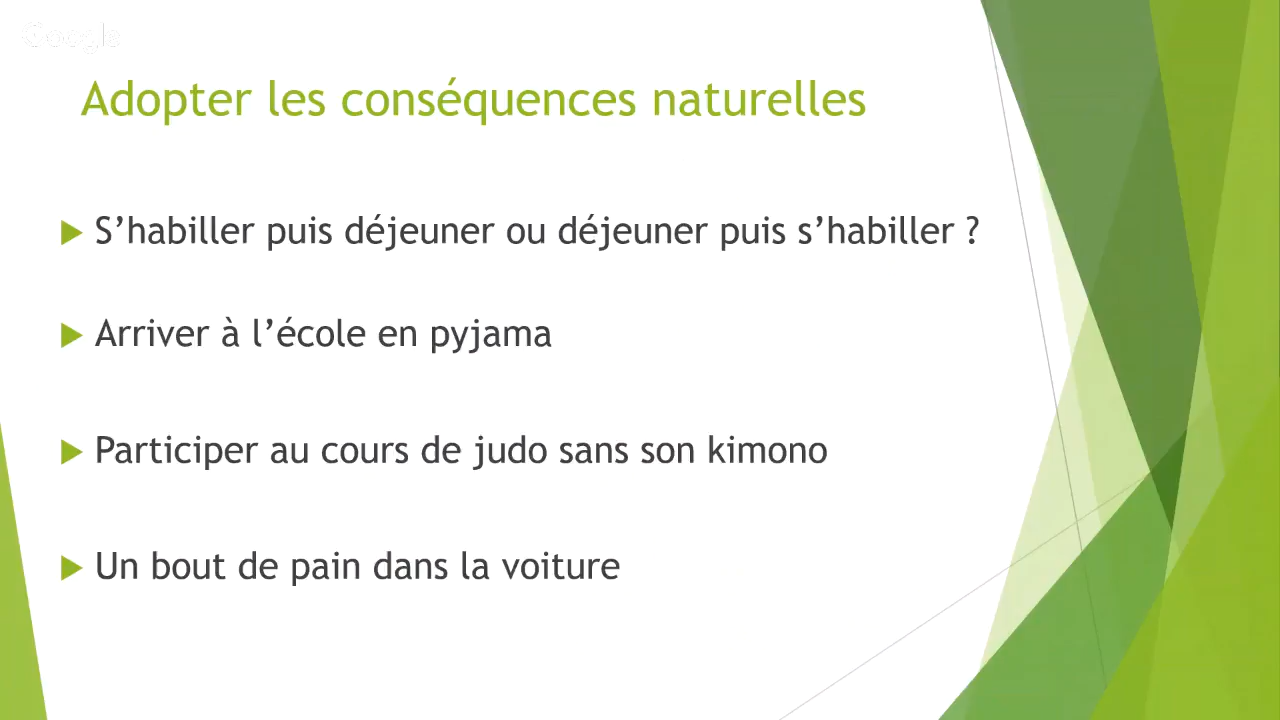 Google
Adopter les conséquences naturelles
S’habiller puis déjeuner ou déjeuner puis s’habiller ?
Arriver à l’école en pyjama
Participer au cours de judo sans son kimono
Un bout de pain dans la voiture